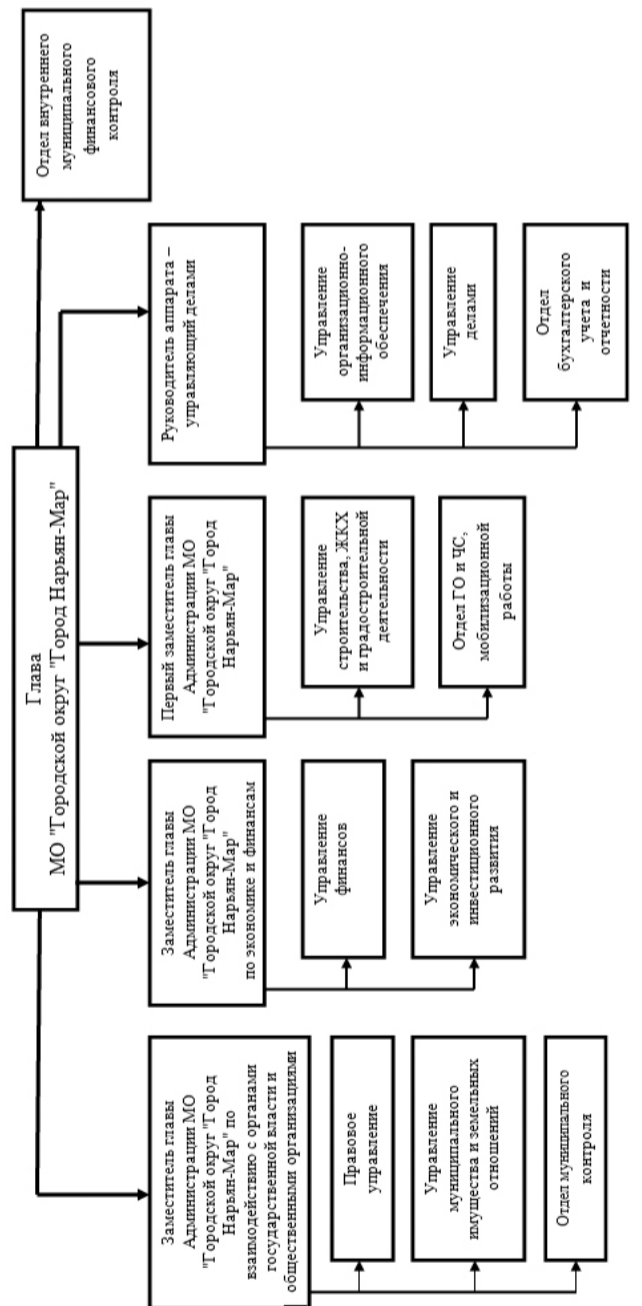 Глава
МО "Городской округ "Город Нарьян-Мар"
Заместитель главы
Администрации МО
"Городской округ "Город
Нарьян-Мар" по
взаимодействию с органами
государственной власти и
общественными организациями
Правовое
управление
Управление
муниципального
имущества и земельных
отношений
Отдел муниципального
контроля
Заместитель главы
Администрации МО
"Городской округ "Город
Нарьян-Мар"
по экономике и финансам
Управление
финансов
Управление
экономического и
инвестиционного
развития
Первый заместитель главы
Администрации МО
"Городской округ "Город
Нарьян-Мар"
Управление
строительства, ЖКХ
и градостроительной
деятельности
Отдел ГО и ЧС,
мобилизационной
работы
Руководитель аппарата –
управляющий делами
Управление
организационно-
информационного
обеспечения
Управление
делами
Отдел
бухгалтерского
учета и
отчетности
Отдел внутреннего
муниципального
финансового
контроля